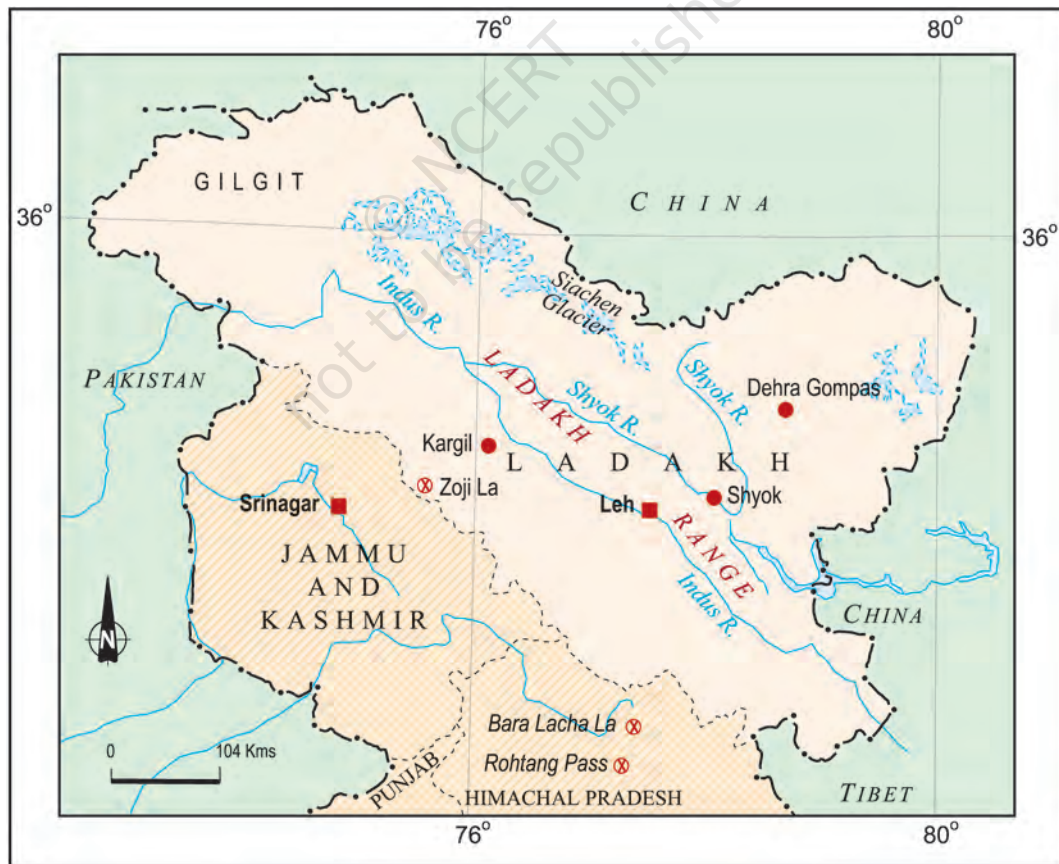 76°
80°
© NCERT
not to be republished
GILGIT
CHINA
36°
36°
Siachen
Glacier
Indus R.
PAKISTAN
LADAKH
Shyok R.
Shyok R.
Dehra Gompas
Kargil
LADAKH
Zoji La
Srinagar
Leh
Shyok
RANGE
JAMMU
AND
KASHMIR
Indus R.
CHINA
N
Bara Lacha La
0 104 Kms
Rohtang Pass
PUNJAB
HIMACHAL PRADESH
TIBET
76°
80°